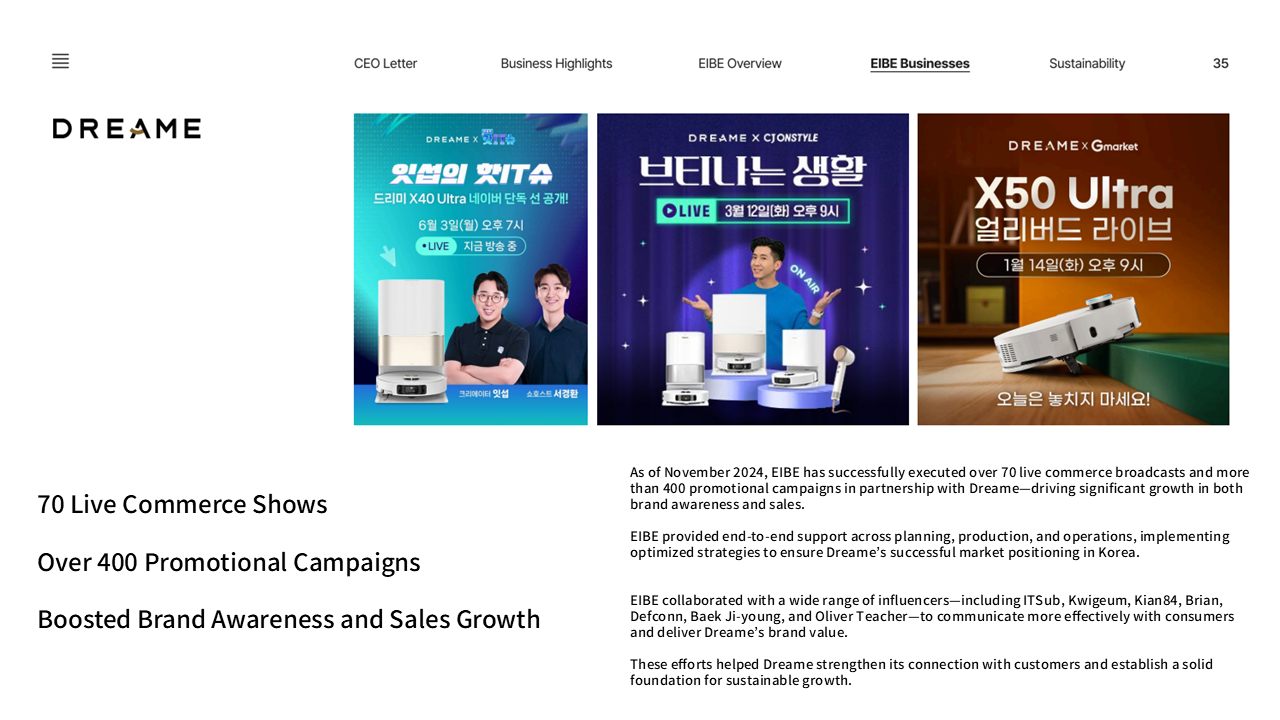 CEO Letter
Business Highlights
EIBE Overview
EIBE Businesses
Sustainability
35
DREAME
DREAME X 잇섭 핫IT슈
잇섭의 핫IT슈
드리미 X40 Ultra 네이버 단독 선 공개!
6월 3일(월) 오후 7시
• LIVE 지금 방송 중
크리에이터 잇섭
쇼호스트 서경환
DREAME X CJ ONSTYLE
브티나는 생활
LIVE 3월 12일(화) 오후 9시
ON AIR
DREAME X Gmarket
X50 Ultra
얼리버드 라이브
1월 14일(화) 오후 9시
오늘은 놓치지 마세요!
70 Live Commerce Shows
Over 400 Promotional Campaigns
Boosted Brand Awareness and Sales Growth
As of November 2024, EIBE has successfully executed over 70 live commerce broadcasts and more
than 400 promotional campaigns in partnership with Dreame—driving significant growth in both
brand awareness and sales.
EIBE provided end-to-end support across planning, production, and operations, implementing
optimized strategies to ensure Dreame’s successful market positioning in Korea.
EIBE collaborated with a wide range of influencers—including ITSub, Kwigeum, Kian84, Brian,
Defconn, Baek Ji-young, and Oliver Teacher—to communicate more effectively with consumers
and deliver Dreame’s brand value.
These efforts helped Dreame strengthen its connection with customers and establish a solid
foundation for sustainable growth.